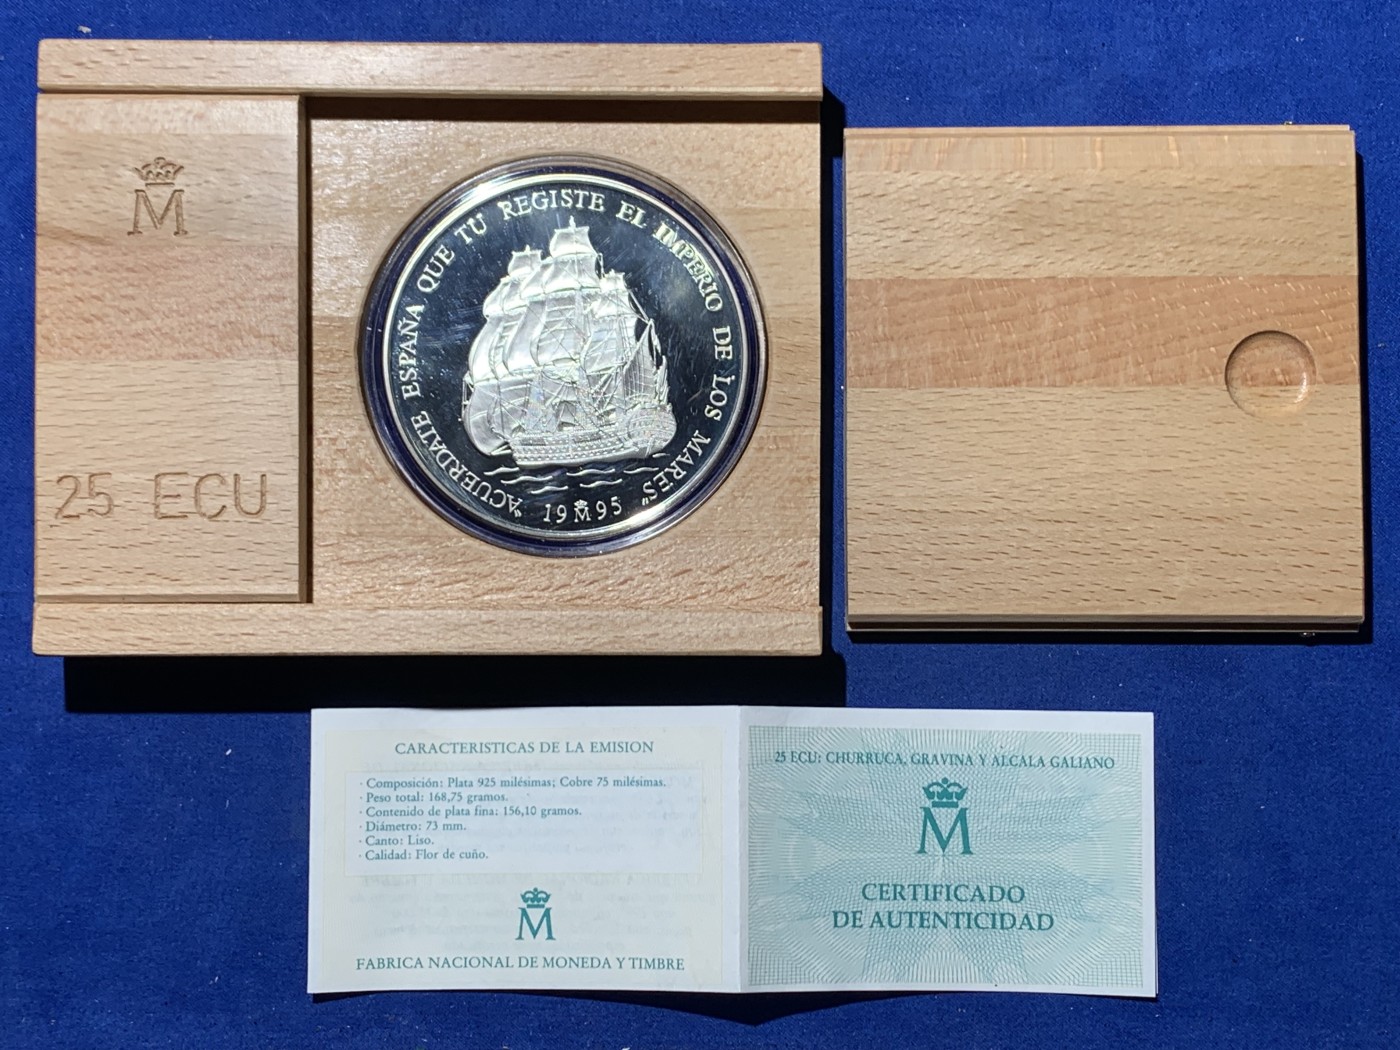 M
25 ECU
"ACUERDATE ESPAÑA QUE TU REGISTE EL IMPERIO DE LOS MARES"
19 M 95
CARACTERISTICAS DE LA EMISION
· Composición: Plata 925 milésimas; Cobre 75 milésimas.
· Peso total: 168,75 gramos.
· Contenido de plata fina: 156,10 gramos.
· Diámetro: 73 mm.
· Canto: Liso.
· Calidad: Flor de cuño.
M
FABRICA NACIONAL DE MONEDA Y TIMBRE
25 ECU: CHURRUCA, GRAVINA Y ALCALA GALIANO
M
CERTIFICADO
DE AUTENTICIDAD